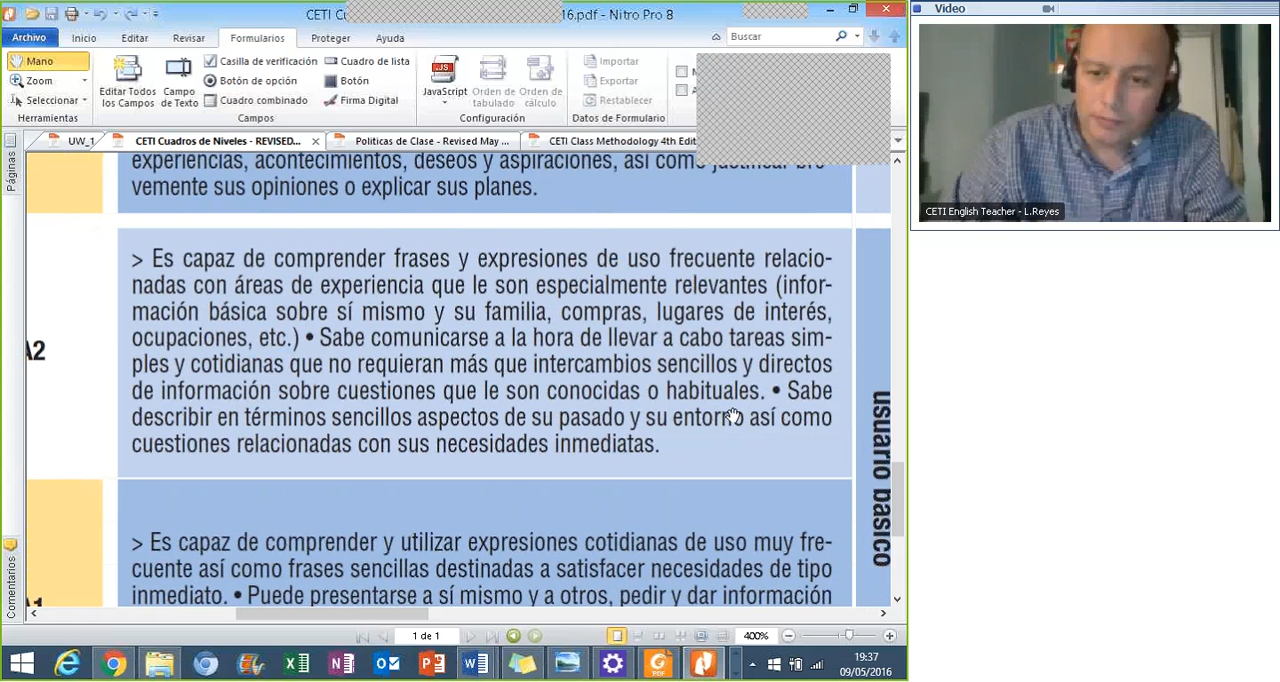 CETI Cu
16.pdf - Nitro Pro 8
Video
Archivo
Inicio
Editar
Revisar
Formularios
Proteger
Ayuda
Buscar
Mano
Zoom
Seleccionar
Herramientas
Editar Todos
los Campos
Campo
de Texto
Casilla de verificación
Botón de opción
Cuadro combinado
Cuadro de lista
Botón
Firma Digital
Campos
JS
JavaScript
Orden de
tabulado
Orden de
cálculo
Configuración
Importar
Exportar
Restablecer
Datos de Formulario
UW_1
CETI Cuadros de Niveles - REVISED...
Politicas de Clase - Revised May ...
CETI Class Methodology 4th Edit
Páginas
Comentarios
experiencias, acontecimientos, deseos y aspiraciones, así como justificar bre-
vemente sus opiniones o explicar sus planes.
A2
> Es capaz de comprender frases y expresiones de uso frecuente relacio-
nadas con áreas de experiencia que le son especialmente relevantes (infor-
mación básica sobre sí mismo y su familia, compras, lugares de interés,
ocupaciones, etc.) • Sabe comunicarse a la hora de llevar a cabo tareas sim-
ples y cotidianas que no requieran más que intercambios sencillos y directos
de información sobre cuestiones que le son conocidas o habituales. • Sabe
describir en términos sencillos aspectos de su pasado y su entorno así como
cuestiones relacionadas con sus necesidades inmediatas.
usuario basico
A1
> Es capaz de comprender y utilizar expresiones cotidianas de uso muy fre-
cuente así como frases sencillas destinadas a satisfacer necesidades de tipo
inmediato. • Puede presentarse a sí mismo y a otros, pedir y dar información
1 de 1
400%
19:37
09/05/2016
CETI English Teacher - L.Reyes